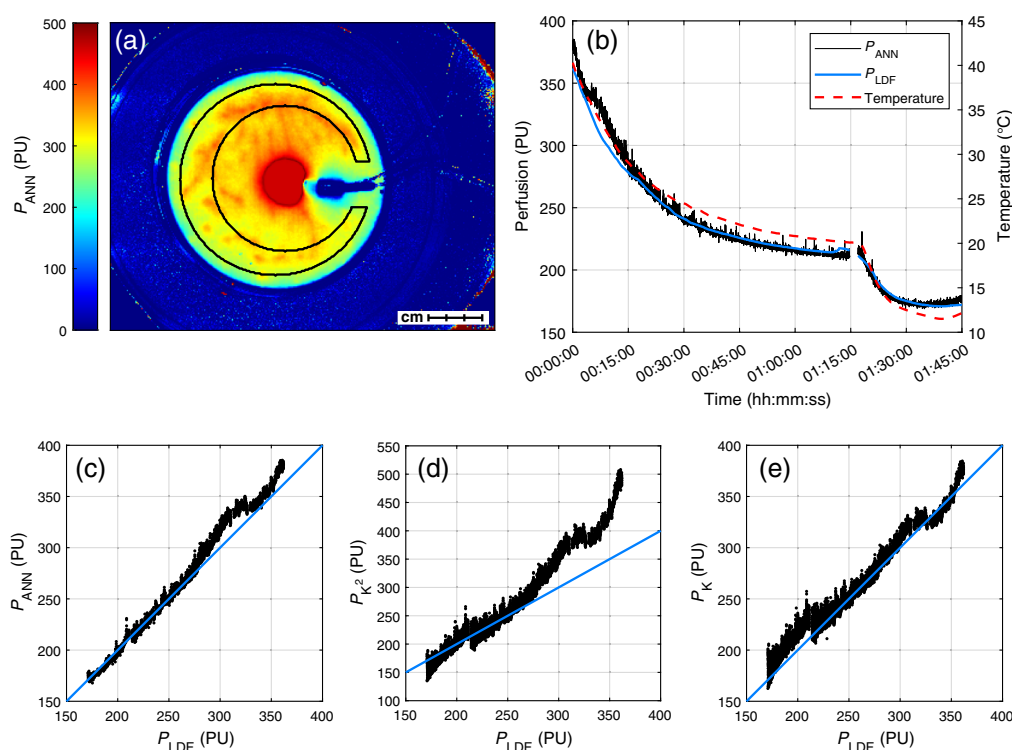 (a)
500
400
300
200
100
0
P_ANN (PU)
cm
(b)
400
350
300
250
200
150
Perfusion (PU)
P_ANN
P_LDF
Temperature
45
40
35
30
25
20
15
10
Temperature (°C)
00:00:00 00:15:00 00:30:00 00:45:00 01:00:00 01:15:00 01:30:00 01:45:00
Time (hh:mm:ss)
(c)
400
350
300
250
200
150
P_ANN (PU)
150 200 250 300 350 400
P_LDF (PU)
(d)
550
500
450
400
350
300
250
200
150
100
P_K² (PU)
150 200 250 300 350 400
P_LDF (PU)
(e)
400
350
300
250
200
150
P_K (PU)
150 200 250 300 350 400
P_LDF (PU)